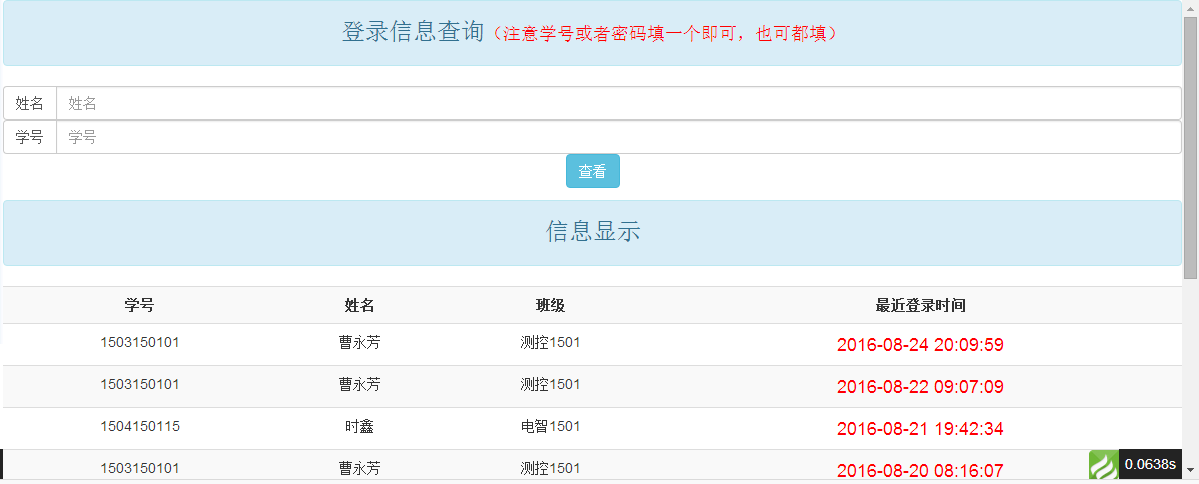 登录信息查询（注意学号或者密码填一个即可，也可都填）
姓名 姓名
学号 学号
查看
信息显示
学号 姓名 班级 最近登录时间
1503150101 曹永芳 测控1501 2016-08-24 20:09:59
1503150101 曹永芳 测控1501 2016-08-22 09:07:09
1504150115 时鑫 电智1501 2016-08-21 19:42:34
1503150101 曹永芳 测控1501 2016-08-20 08:16:07
0.0638s